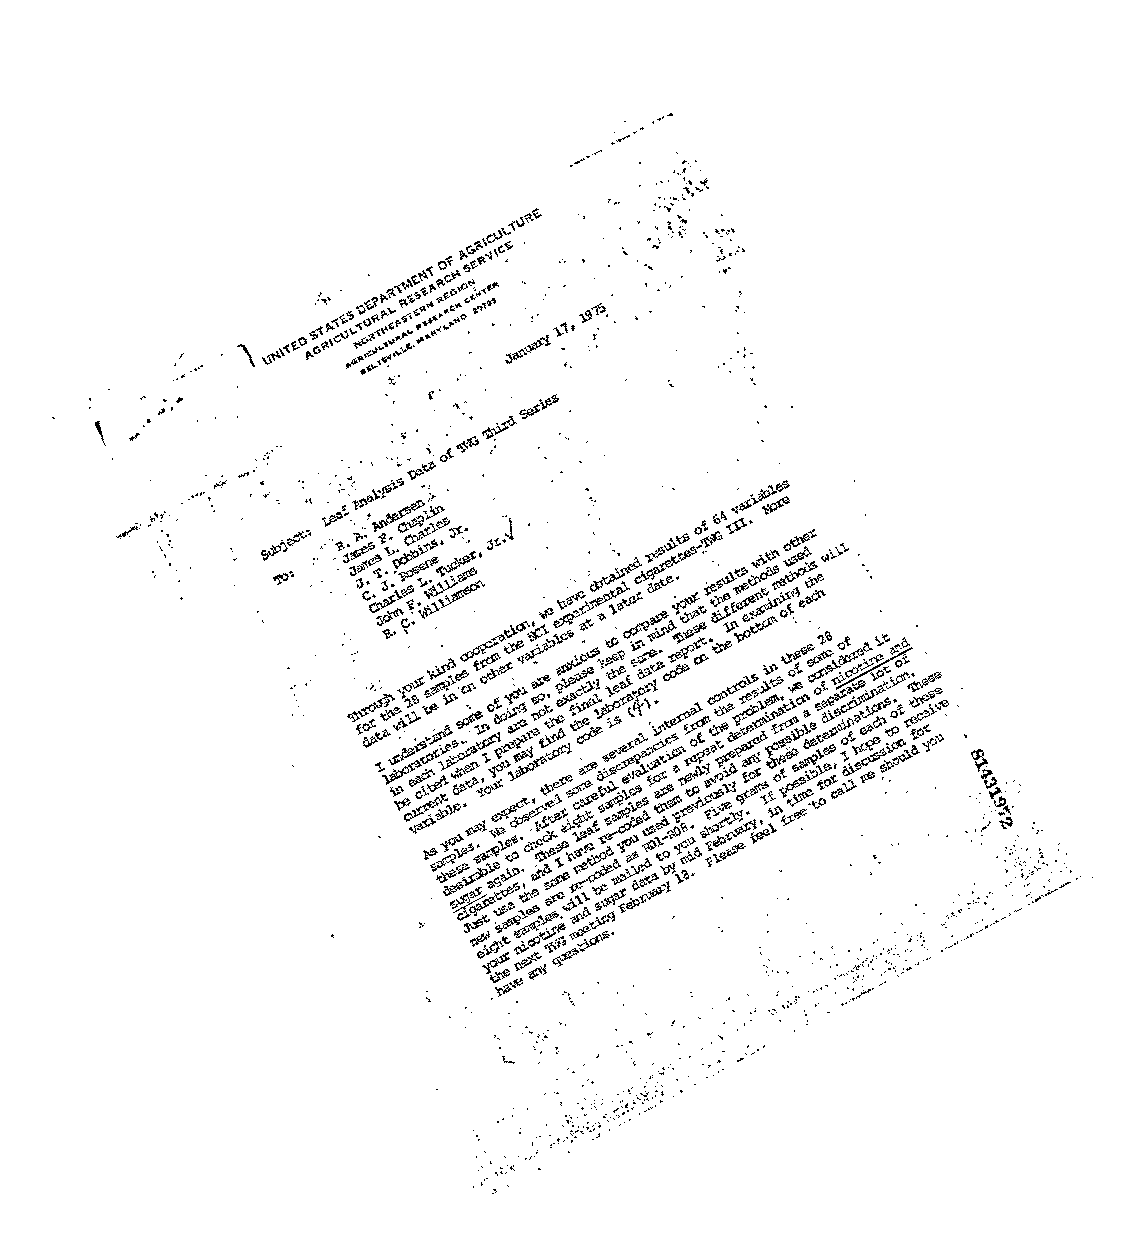 UNITED STATES DEPARTMENT OF AGRICULTURE
AGRICULTURAL RESEARCH SERVICE
NORTHEASTERN REGION
AGRICULTURAL RESEARCH CENTER
BELTSVILLE, MARYLAND 20705
January 17, 1975
Subject: Leaf Analysis Data of TWG Third Series
To: R. A. Andersen
James F. Chaplin
James L. Charles
J. T. Dobbins, Jr.
C. J. Rosene
Charles L. Tucker, Jr. ✓
John F. Williams
R. C. Williamson
Through your kind cooperation, we have obtained results of 64 variables
for the 28 samples from the NCI experimental cigarettes-TWG III. More
data will be in on other variables at a later date.
I understand some of you are anxious to compare your results with other
laboratories. In doing so, please keep in mind that the methods used
in each laboratory are not exactly the same. These different methods will
be cited when I prepare the final leaf data report. In examining the
current data, you may find the laboratory code on the bottom of each
variable. Your laboratory code is (4).
As you may expect, there are several internal controls in these 28
samples. We observed some discrepancies from the results of some of
these samples. After careful evaluation of the problem, we considered it
desirable to check eight samples for a repeat determination of nicotine and
sugar again. These leaf samples are newly prepared from a separate lot of
cigarettes, and I have re-coded them to avoid any possible discrimination.
Just use the same method you used previously for these determinations. These
new samples are re-coded as Five grams of samples of each of these
eight samples will be mailed to you shortly. If possible, I hope to receive
your nicotine and sugar data by mid February, in time for discussion for
the next TWG meeting February 18. Please feel free to call me should you
have any questions.
81431972